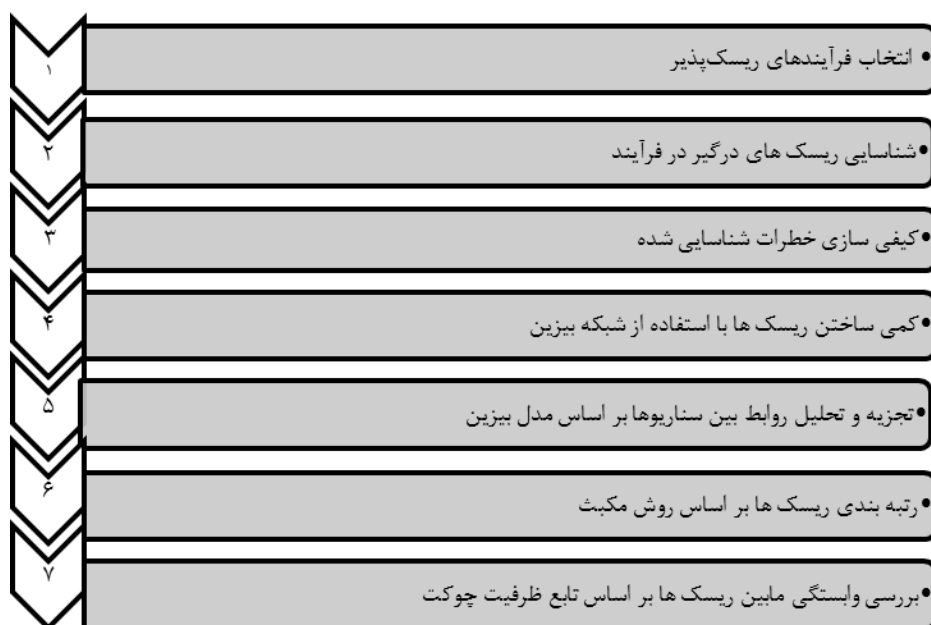 ۱
• انتخاب فرآیندهای ریسک‌پذیر
۲
•شناسایی ریسک های درگیر در فرآیند
۳
•کیفی سازی خطرات شناسایی شده
۴
•کمی ساختن ریسک ها با استفاده از شبکه بیزین
۵
•تجزیه و تحلیل روابط بین سناریوها بر اساس مدل بیزین
۶
•رتبه بندی ریسک ها بر اساس روش مکبث
۷
•بررسی وابستگی مابین ریسک ها بر اساس تابع ظرفیت چوکت